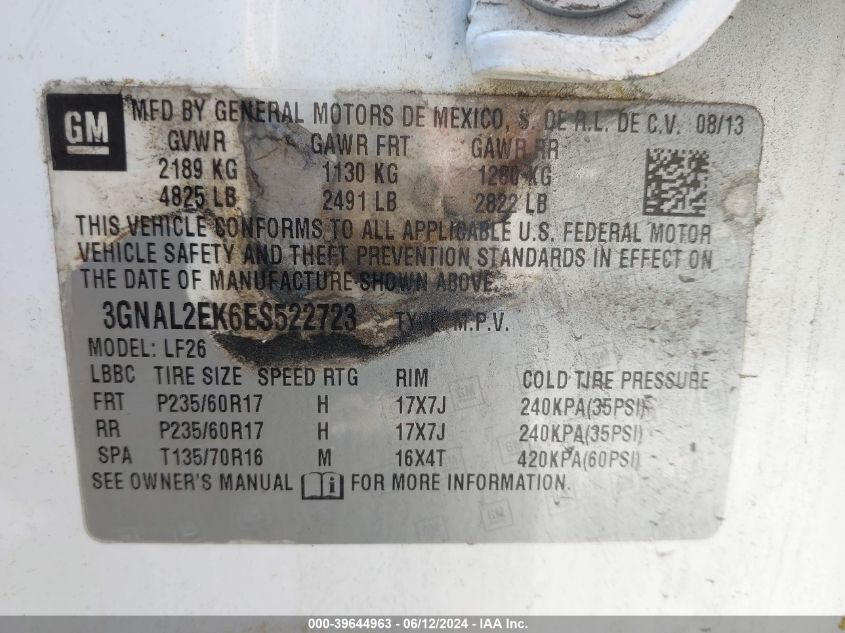 GM
MFD BY GENERAL MOTORS DE MEXICO, S. DE R.L. DE C.V. 08/13
GVWR GAWR FRT GAWR RR
2189 KG 1130 KG 1280 KG
4825 LB 2491 LB 2822 LB
THIS VEHICLE CONFORMS TO ALL APPLICABLE U.S. FEDERAL MOTOR
VEHICLE SAFETY AND THEFT PREVENTION STANDARDS IN EFFECT ON
THE DATE OF MANUFACTURE SHOWN ABOVE.
3GNAL2EK6ES522723 TYPE: M.P.V.
MODEL: LF26
LBBC TIRE SIZE SPEED RTG RIM COLD TIRE PRESSURE
FRT P235/60R17 H 17X7J 240KPA(35PSI)
RR P235/60R17 H 17X7J 240KPA(35PSI)
SPA T135/70R16 M 16X4T 420KPA(60PSI)
SEE OWNER'S MANUAL FOR MORE INFORMATION.
000-39644963 - 06/12/2024 - IAA Inc.